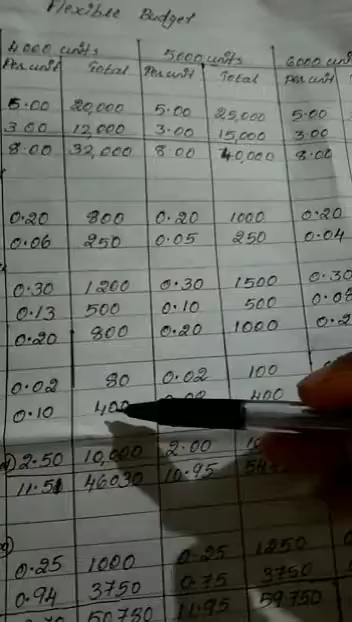 Flexible Budget
4000 units 5000 units 6000 units
Per unit Total Per unit Total per unit
5.00 20,000 5.00 25,000 5.00
3.00 12,000 3.00 15,000 3.00
8.00 32,000 8.00 40,000 8.00
0.20 800 0.20 1000 0.20
0.06 250 0.05 250 0.04
0.30 1200 0.30 1500 0.30
0.13 500 0.10 500 0.08
0.20 800 0.20 1000
0.02 80 0.02 100
0.10 400 400
2.50 10,000 2.00
11.51 46030 10.95
0.25 1000 0.25 1250
0.94 3750 0.75 3750
50780 11.95 59750